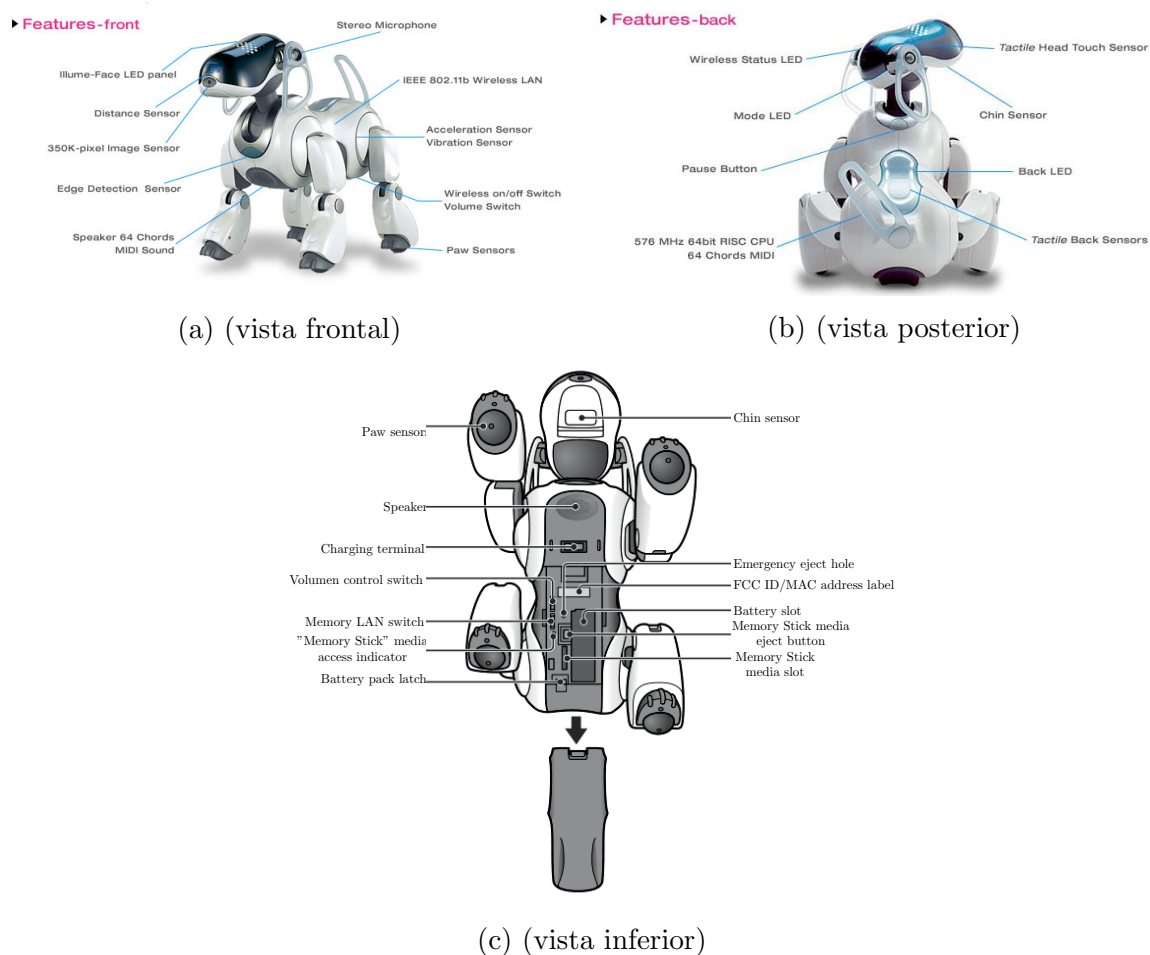 Features-front
Stereo Microphone
Illume-Face LED panel
IEEE 802.11b Wireless LAN
Distance Sensor
Acceleration Sensor
Vibration Sensor
350K-pixel Image Sensor
Edge Detection Sensor
Wireless on/off Switch
Volume Switch
Speaker 64 Chords
MIDI Sound
Paw Sensors
(a) (vista frontal)
Features-back
Wireless Status LED
Tactile Head Touch Sensor
Mode LED
Chin Sensor
Pause Button
Back LED
576 MHz 64bit RISC CPU
64 Chords MIDI
Tactile Back Sensors
(b) (vista posterior)
Paw sensors
Chin sensor
Speaker
Charging terminal
Volumen control switch
Memory LAN switch
"Memory Stick" media
access indicator
Battery pack latch
Emergency eject hole
FCC ID/MAC address label
Battery slot
Memory Stick media
eject button
Memory Stick
media slot
(c) (vista inferior)